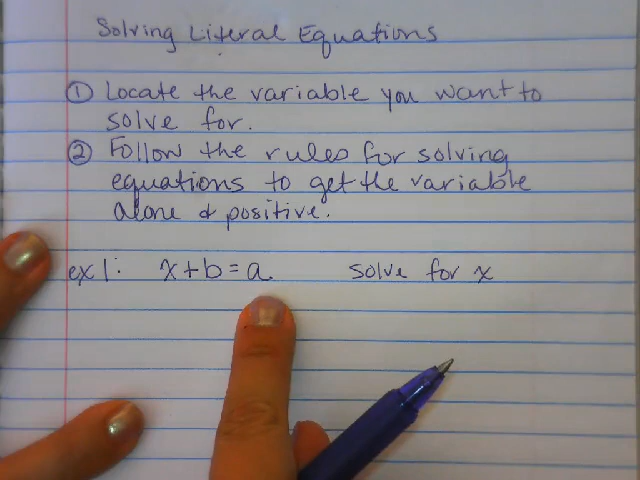 Solving Literal Equations
① Locate the variable you want to
solve for.
② Follow the rules for solving
equations to get the variable
alone & positive.
ex 1: x+b=a solve for x